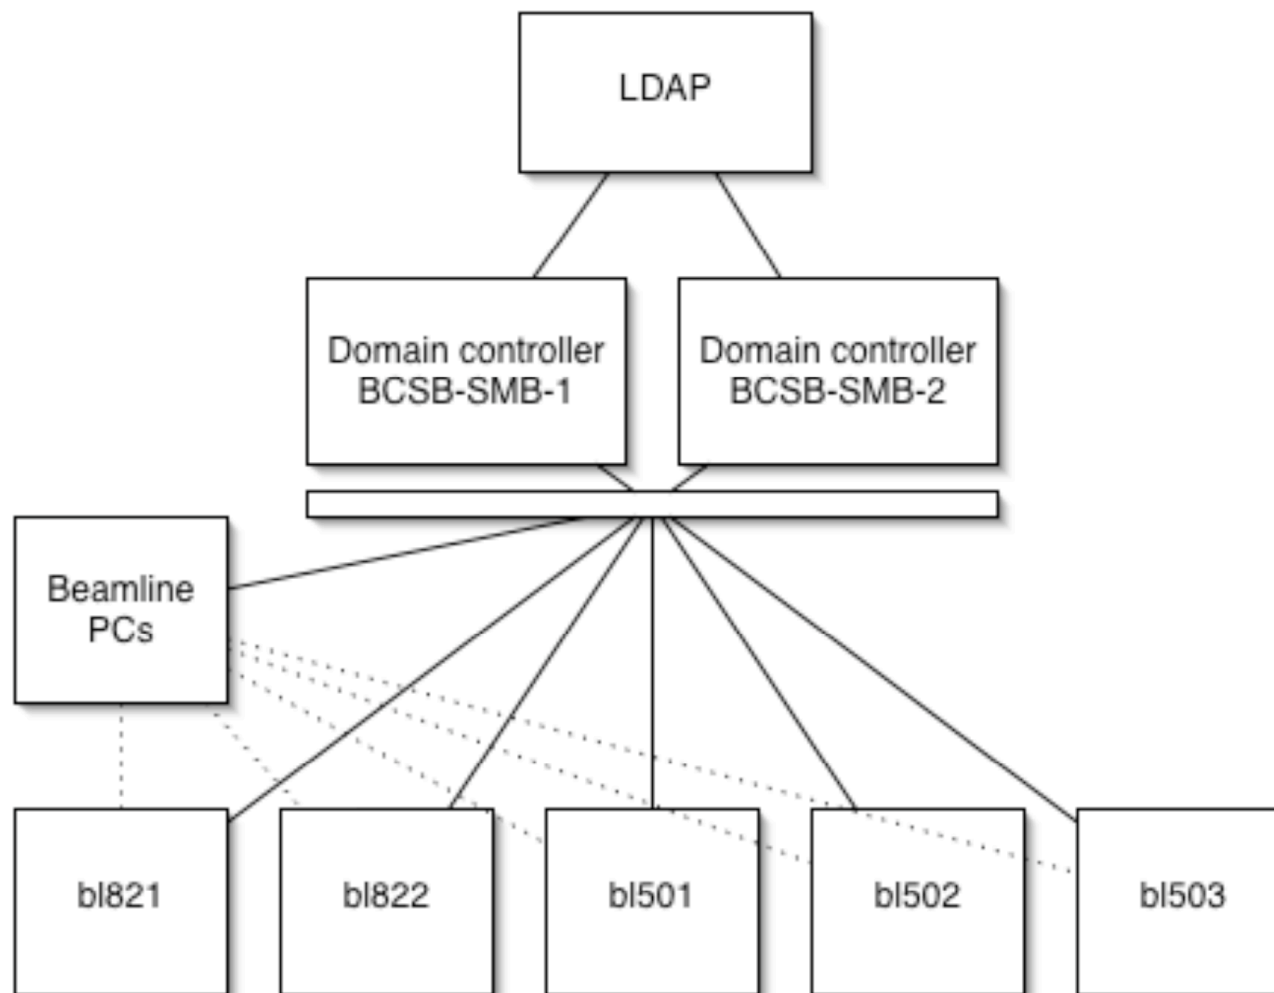 LDAP
Domain controller
BCSB-SMB-1
Domain controller
BCSB-SMB-2
Beamline
PCs
bl821
bl822
bl501
bl502
bl503